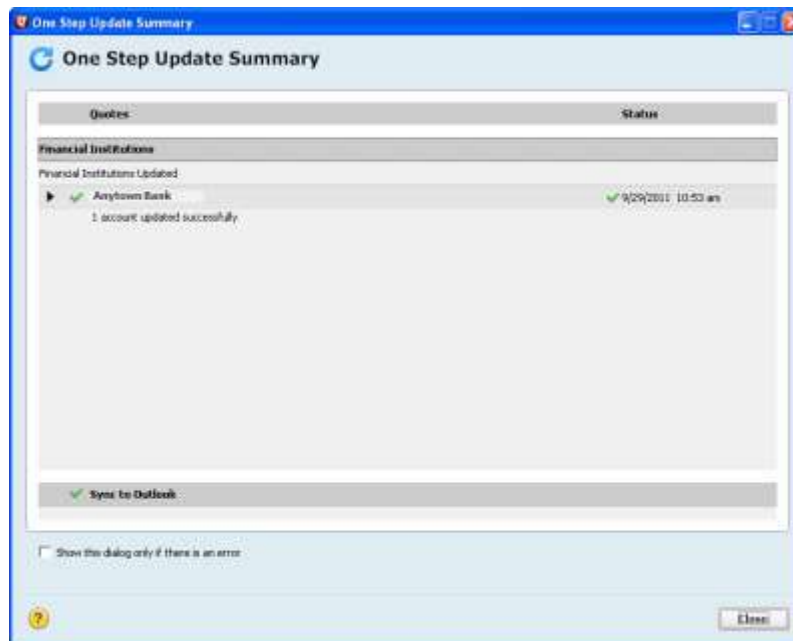 One Step Update Summary
One Step Update Summary
Quotes Status
Financial Institutions
Financial Institutions Updated
Anytown Bank 9/29/2011 10:53 am
1 account updated successfully
Sync to Outlook
Show this dialog only if there is an error
?
Close